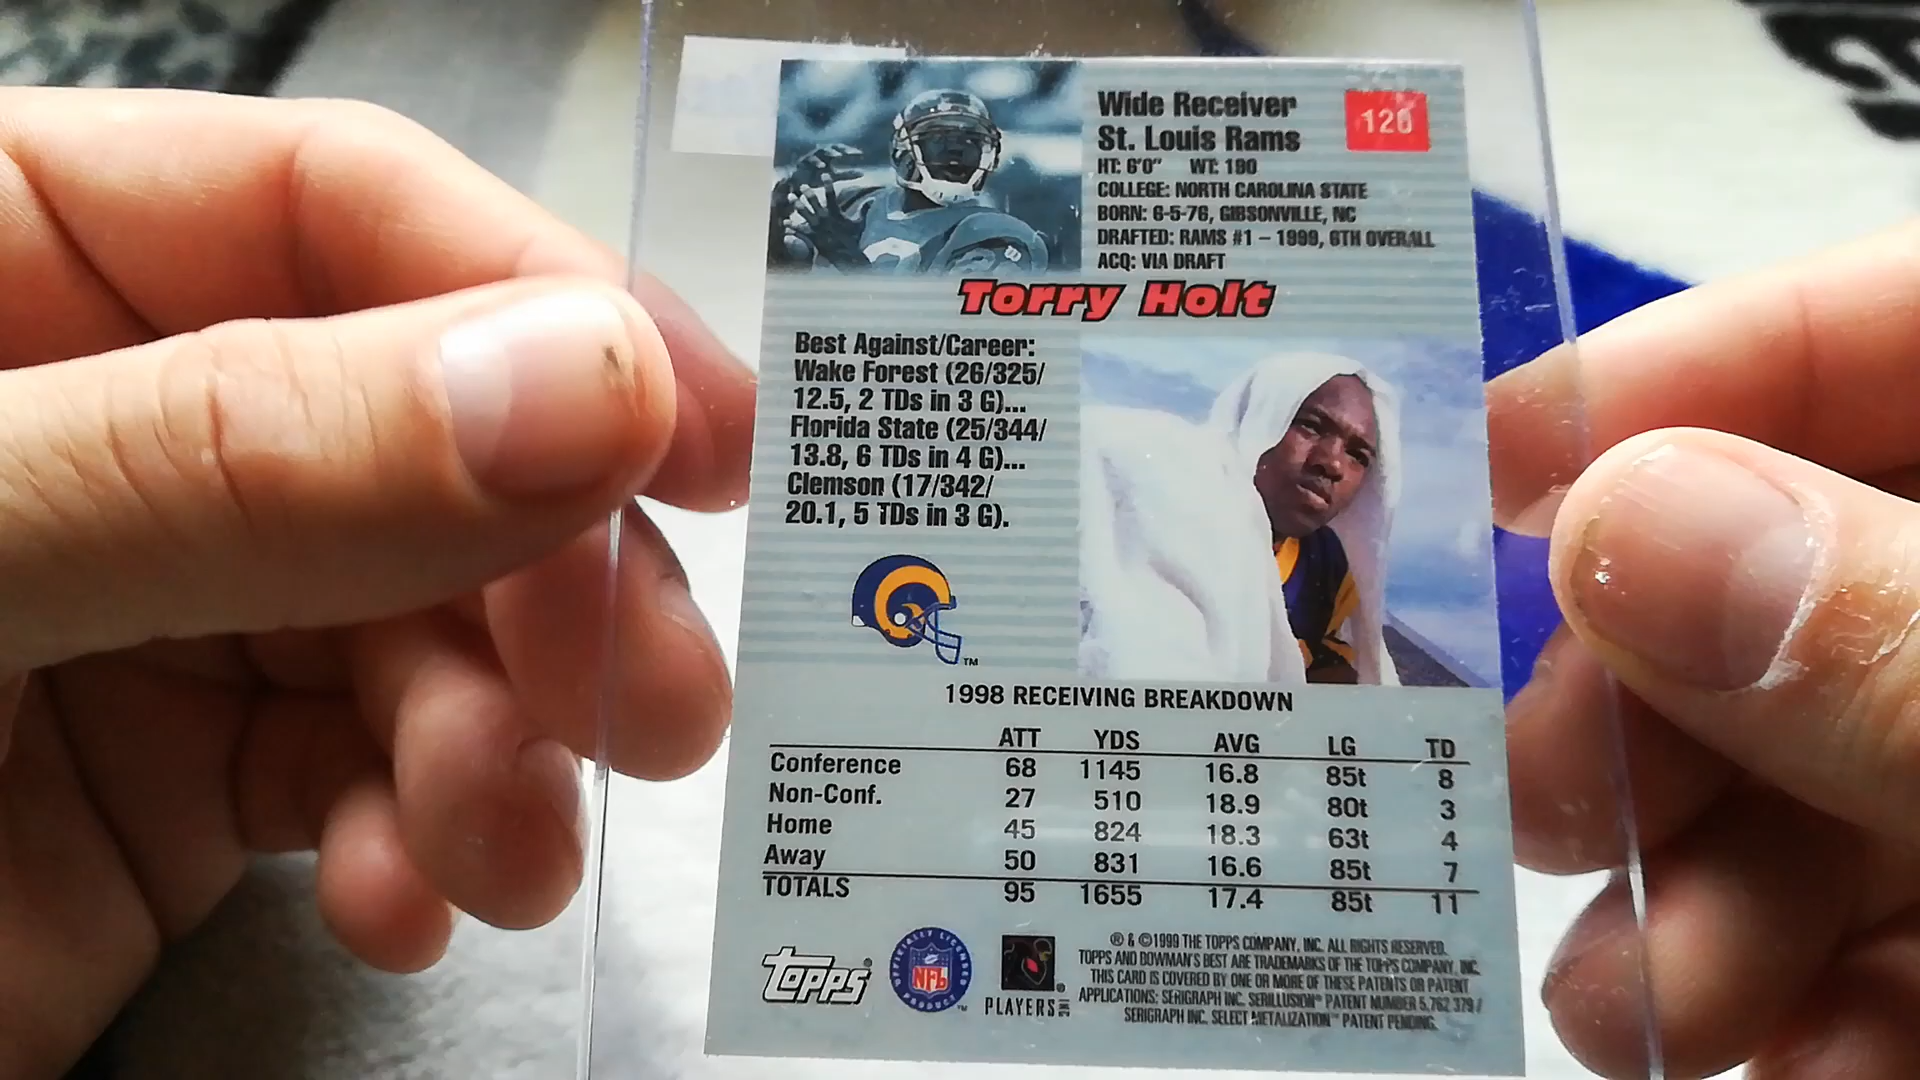 Wide Receiver
St. Louis Rams
120
HT: 6'0" WT: 190
COLLEGE: NORTH CAROLINA STATE
BORN: 6-5-76, GIBSONVILLE, NC
DRAFTED: RAMS #1 – 1999, 6TH OVERALL
ACQ: VIA DRAFT
Torry Holt
Best Against/Career:
Wake Forest (26/325/
12.5, 2 TDs in 3 G)...
Florida State (25/344/
13.8, 6 TDs in 4 G)...
Clemson (17/342/
20.1, 5 TDs in 3 G).
TM
1998 RECEIVING BREAKDOWN
ATT YDS AVG LG TD
Conference 68 1145 16.8 85t 8
Non-Conf. 27 510 18.9 80t 3
Home 45 824 18.3 63t 4
Away 50 831 16.6 85t 7
TOTALS 95 1655 17.4 85t 11
TOPPS®
OFFICIALLY LICENSED
NFL
PRODUCT
TM
PLAYERS INC
®
® & ©1999 THE TOPPS COMPANY, INC. ALL RIGHTS RESERVED.
TOPPS AND BOWMAN'S BEST ARE TRADEMARKS OF THE TOPPS COMPANY, INC.
THIS CARD IS COVERED BY ONE OR MORE OF THESE PATENTS OR PATENT
APPLICATIONS: SERIGRAPH INC. SERILLUSION® PATENT NUMBER 5,762,379 /
SERIGRAPH INC. SELECT METALIZATION™ PATENT PENDING.